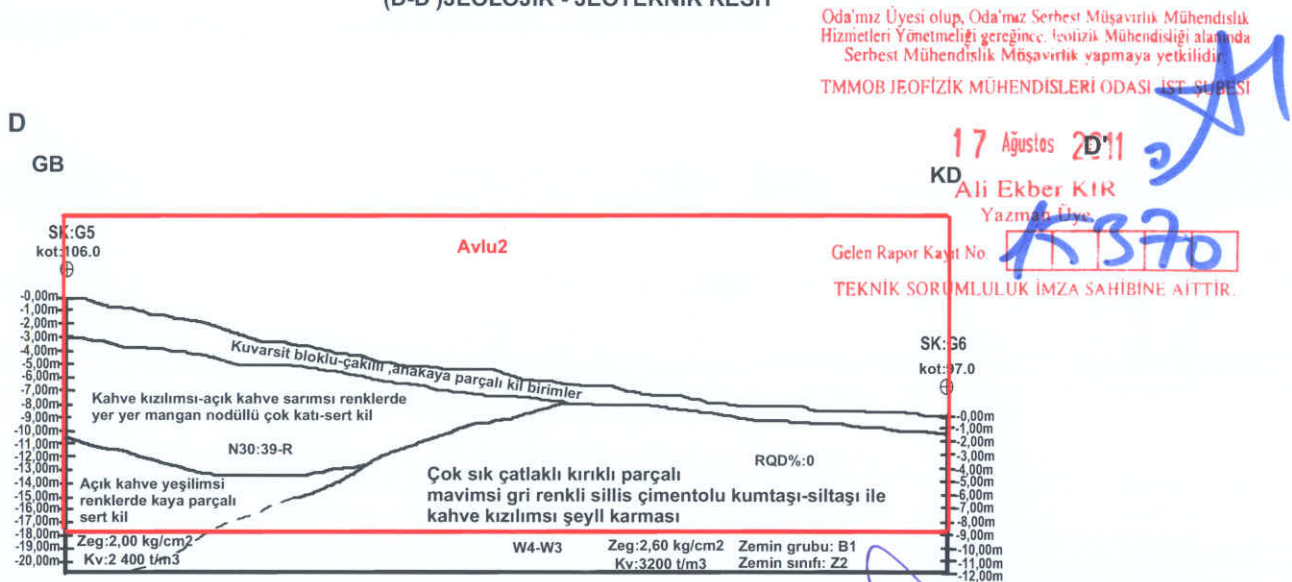 (D-D')JEOLOJİK - JEOTEKNİK KESİT
Oda'mız Üyesi olup, Oda'mız Serbest Müşavirlik Mühendislik
Hizmetleri Yönetmeliği gereğince, Jeofizik Mühendisliği alanında
Serbest Mühendislik Müşavirlik yapmaya yetkilidir
TMMOB JEOFİZİK MÜHENDİSLERİ ODASI İST. ŞUBESİ
D
17 Ağustos 2011
D'
GB
KD
Ali Ekber KIR
Yazman Üye
SK:G5
kot:106.0
Avlu2
Gelen Rapor Kayıt No.
K370
TEKNİK SORUMLULUK İMZA SAHİBİNE AİTTİR.
-0,00m
-1,00m
-2,00m
-3,00m
-4,00m
-5,00m
-6,00m
-7,00m
-8,00m
-9,00m
-10,00m
-11,00m
-12,00m
-13,00m
-14,00m
-15,00m
-16,00m
-17,00m
-18,00m
-19,00m
-20,00m
Kuvarsit bloklu-çakıllı ,anakaya parçalı kil birimler
SK:G6
kot:97.0
Kahve kızılımsı-açık kahve sarımsı renklerde
yer yer mangan nodüllü çok katı-sert kil
N30:39-R
RQD%:0
Açık kahve yeşilimsi
renklerde kaya parçalı
sert kil
Çok sık çatlaklı kırıklı parçalı
mavimsi gri renkli sillis çimentolu kumtaşı-siltaşı ile
kahve kızılımsı şeyll karması
Zeg:2,00 kg/cm2
Kv:2 400 t/m3
W4-W3
Zeg:2,60 kg/cm2
Kv:3200 t/m3
Zemin grubu: B1
Zemin sınıfı: Z2
-0,00m
-1,00m
-2,00m
-3,00m
-4,00m
-5,00m
-6,00m
-7,00m
-8,00m
-9,00m
-10,00m
-11,00m
-12,00m